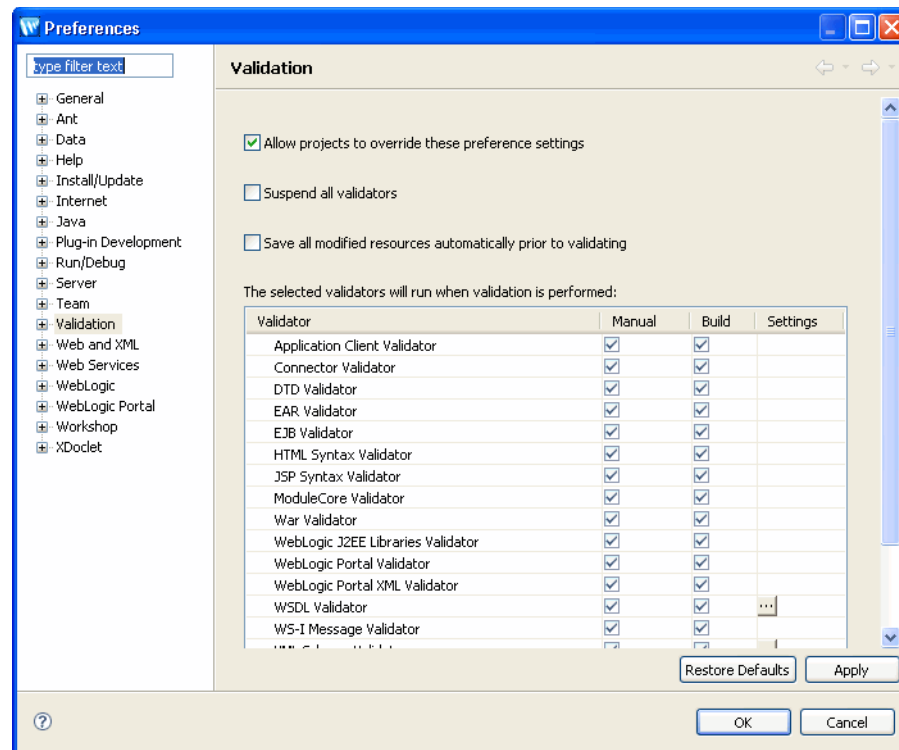 Preferences
type filter text
General
Ant
Data
Help
Install/Update
Internet
Java
Plug-in Development
Run/Debug
Server
Team
Validation
Web and XML
Web Services
WebLogic
WebLogic Portal
Workshop
XDoclet
Validation
Allow projects to override these preference settings
Suspend all validators
Save all modified resources automatically prior to validating
The selected validators will run when validation is performed:
Validator Manual Build Settings
Application Client Validator
Connector Validator
DTD Validator
EAR Validator
EJB Validator
HTML Syntax Validator
JSP Syntax Validator
ModuleCore Validator
War Validator
WebLogic J2EE Libraries Validator
WebLogic Portal Validator
WebLogic Portal XML Validator
WSDL Validator ...
WS-I Message Validator
Restore Defaults Apply
OK Cancel